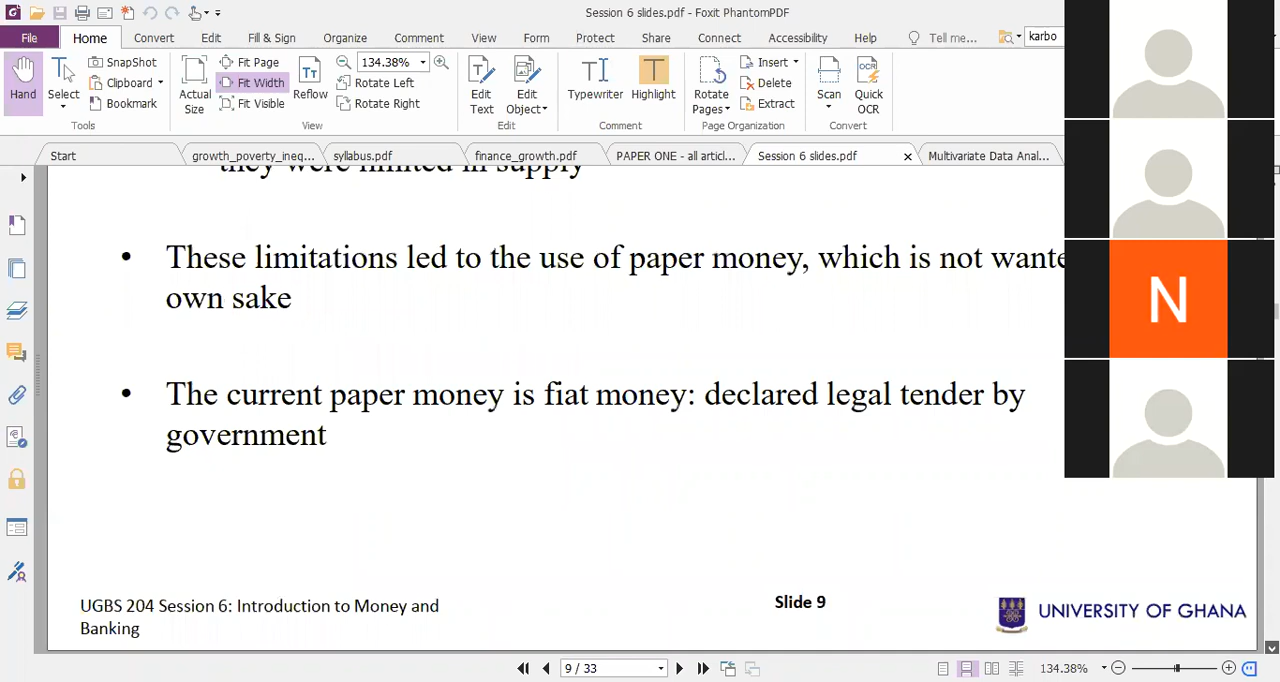 Session 6 slides.pdf - Foxit PhantomPDF
File Home Convert Edit Fill & Sign Organize Comment View Form Protect Share Connect Accessibility Help Tell me... karbo
Hand
Select
SnapShot
Clipboard
Bookmark
Tools
Actual Size
Fit Page
Fit Width
Fit Visible
Reflow
134.38%
Rotate Left
Rotate Right
View
Edit Text
Edit Object
Edit
Typewriter
Highlight
Comment
Rotate Pages
Insert
Delete
Extract
Page Organization
Scan
Quick OCR
Convert
Start growth_poverty_ineq... syllabus.pdf finance_growth.pdf PAPER ONE - all articl... Session 6 slides.pdf Multivariate Data Anal...
they were limited in supply
• These limitations led to the use of paper money, which is not wante
own sake
• The current paper money is fiat money: declared legal tender by
government
N
UGBS 204 Session 6: Introduction to Money and
Banking
Slide 9
UNIVERSITY OF GHANA
9 / 33
134.38%